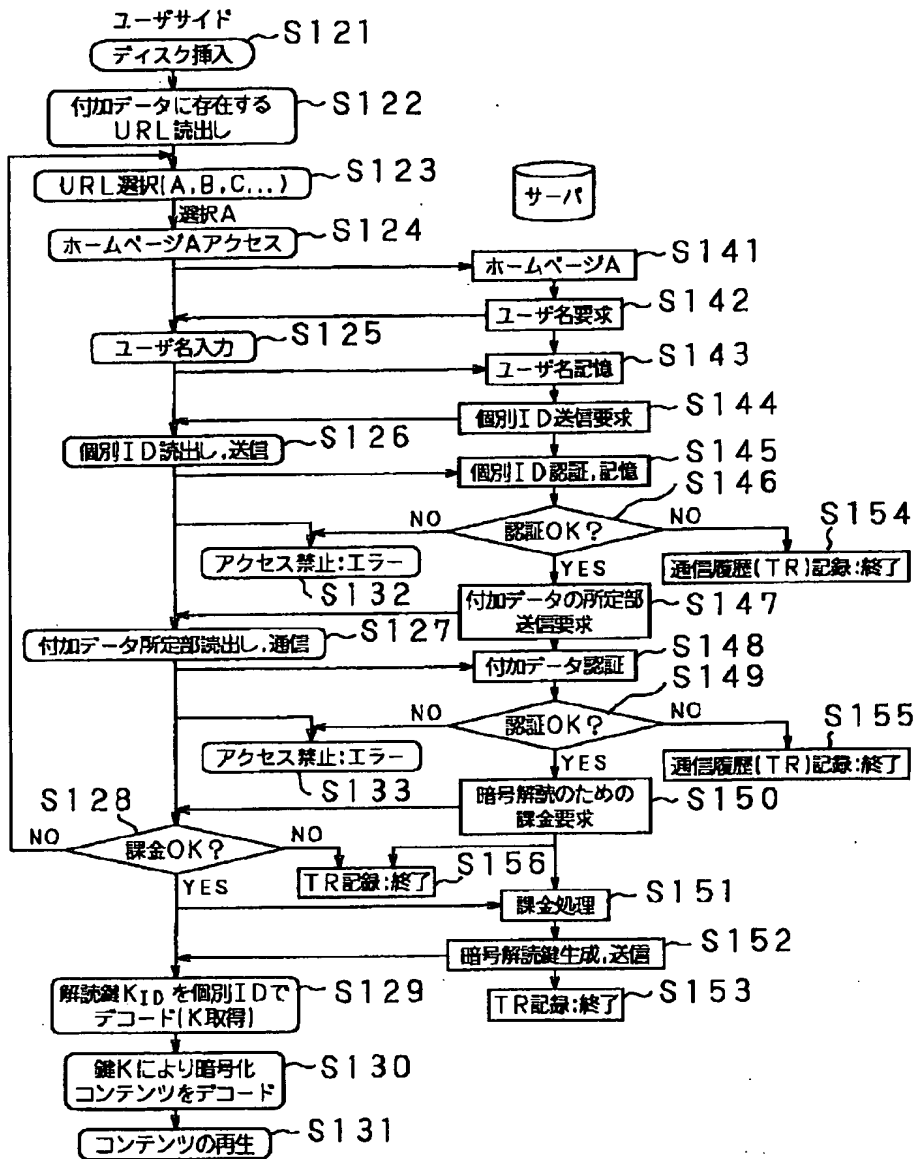 ユーザサイド
ディスク挿入
S121
付加データに存在する
URL読出し
S122
URL選択(A,B,C...)
S123
選択A
サーバ
ホームページAアクセス
S124
ホームページA
S141
ユーザ名要求
S142
ユーザ名入力
S125
ユーザ名記憶
S143
個別ID送信要求
S144
個別ID読出し,送信
S126
個別ID認証,記憶
S145
S146
NO
認証OK?
NO
S154
アクセス禁止:エラー
YES
通信履歴(TR)記録:終了
S132
付加データの所定部
送信要求
S147
付加データ所定部読出し,通信
S127
付加データ認証
S148
S149
NO
認証OK?
NO
S155
アクセス禁止:エラー
YES
通信履歴(TR)記録:終了
S133
暗号解読のための
課金要求
S150
S128
NO
課金OK?
NO
S156
YES
TR記録:終了
課金処理
S151
暗号解読鍵生成,送信
S152
解読鍵KIDを個別IDで
デコード(K取得)
S129
TR記録:終了
S153
鍵Kにより暗号化
コンテンツをデコード
S130
コンテンツの再生
S131